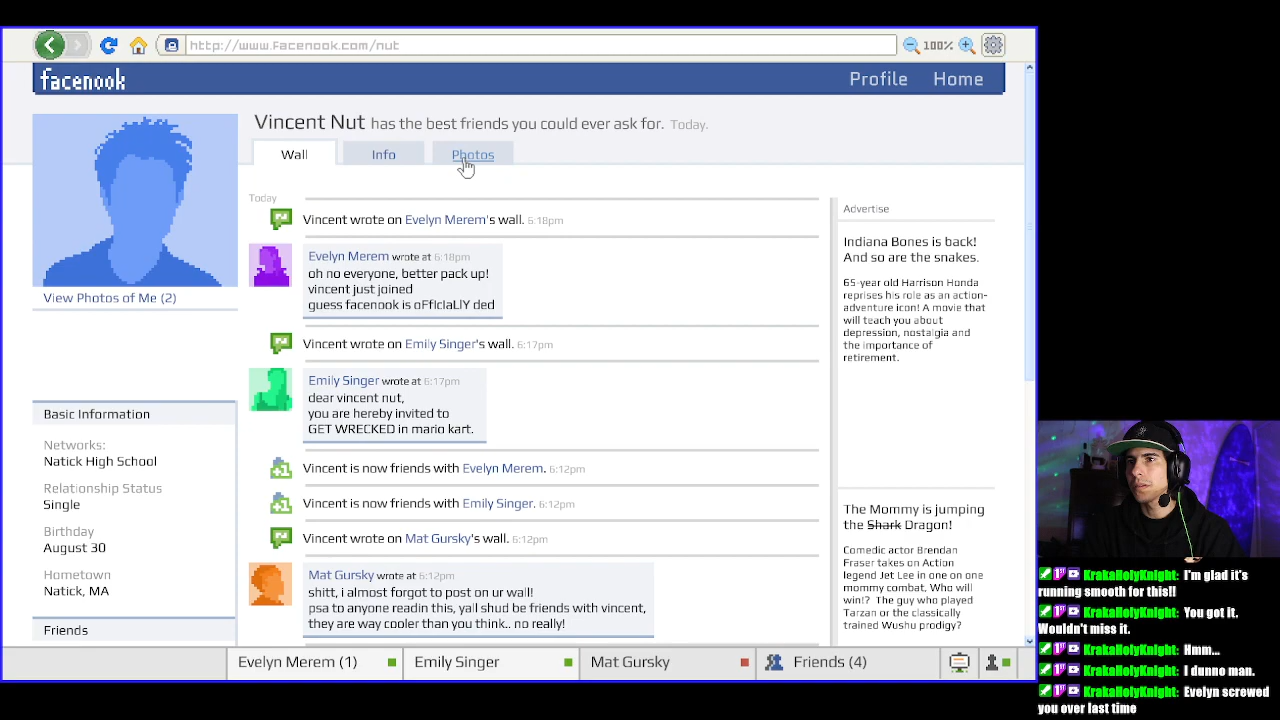 http://www.facenook.com/nut
100%
facenook
Profile
Home
Vincent Nut has the best friends you could ever ask for. Today.
Wall
Info
Photos
View Photos of Me (2)
Basic Information
Networks:
Natick High School
Relationship Status
Single
Birthday
August 30
Hometown
Natick, MA
Friends
Today
Vincent wrote on Evelyn Merem's wall. 6:18pm
Evelyn Merem wrote at 6:18pm
oh no everyone, better pack up!
vincent just joined
guess facenook is oFfIcIaLlY ded
Vincent wrote on Emily Singer's wall. 6:17pm
Emily Singer wrote at 6:17pm
dear vincent nut,
you are hereby invited to
GET WRECKED in mario kart.
Vincent is now friends with Evelyn Merem. 6:12pm
Vincent is now friends with Emily Singer. 6:12pm
Vincent wrote on Mat Gursky's wall. 6:12pm
Mat Gursky wrote at 6:12pm
shitt, i almost forgot to post on ur wall!
psa to anyone readin this, yall shud be friends with vincent,
they are way cooler than you think.. no really!
Advertise
Indiana Bones is back!
And so are the snakes.
65-year old Harrison Honda
reprises his role as an action-
adventure icon! A movie that
will teach you about
depression, nostalgia and
the importance of
retirement.
The Mommy is jumping
the Shark Dragon!
Comedic actor Brendan
Fraser takes on Action
legend Jet Lee in one on one
mommy combat. Who will
win!? The guy who played
Tarzan or the classically
trained Wushu prodigy?
Evelyn Merem (1)
Emily Singer
Mat Gursky
Friends (4)
KrakaHolyKnight: I'm glad it's
running smooth for this!!
KrakaHolyKnight: You got it.
Wouldn't miss it.
KrakaHolyKnight: Hmm...
KrakaHolyKnight: I dunno man.
KrakaHolyKnight: Evelyn screwed
you over last time